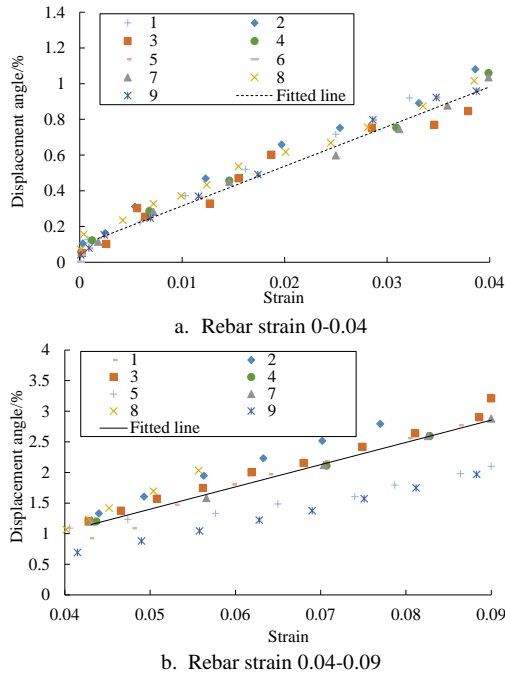 1.4
1.2
1
0.8
0.6
0.4
0.2
0
Displacement angle/%
1 2
3 4
5 6
7 8
9 Fitted line
0 0.01 0.02 0.03 0.04
Strain
a. Rebar strain 0-0.04
4
3.5
3
2.5
2
1.5
1
0.5
0
Displacement angle/%
1 2
3 4
5 7
8 9
Fitted line
0.04 0.05 0.06 0.07 0.08 0.09
Strain
b. Rebar strain 0.04-0.09